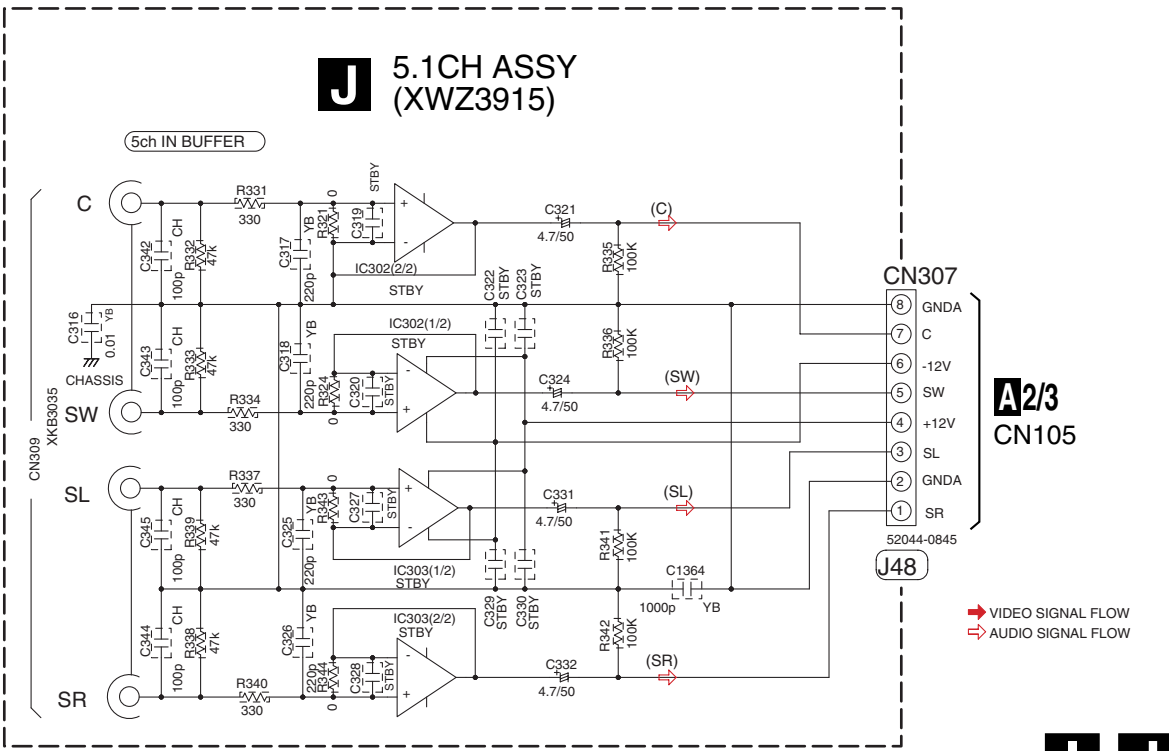 J 5.1CH ASSY
(XWZ3915)
5ch IN BUFFER
C
R331
330
C342
CH
100p
R332
47k
C317
YB
220p
R321
0
C319
STBY
IC302(2/2)
STBY
C321
4.7/50
(C)
R335
100K
C322
STBY
C323
STBY
C316
YB
0.01
CHASSIS
C343
CH
100p
R333
47k
C318
YB
220p
R324
0
C320
STBY
IC302(1/2)
STBY
SW
R334
330
C324
4.7/50
(SW)
R336
100K
CN309
XKB3035
SL
R337
330
C345
CH
100p
R339
47k
C325
YB
220p
R343
0
C327
STBY
IC303(1/2)
STBY
C331
4.7/50
(SL)
R341
100K
C329
STBY
C330
STBY
C1364
1000p
YB
C344
CH
100p
R338
47k
C326
YB
220p
R344
0
C328
STBY
IC303(2/2)
STBY
SR
R340
330
C332
4.7/50
(SR)
R342
100K
CN307
8 GNDA
7 C
6 -12V
5 SW
4 +12V
3 SL
2 GNDA
1 SR
52044-0845
J48
A 2/3
CN105
VIDEO SIGNAL FLOW
AUDIO SIGNAL FLOW